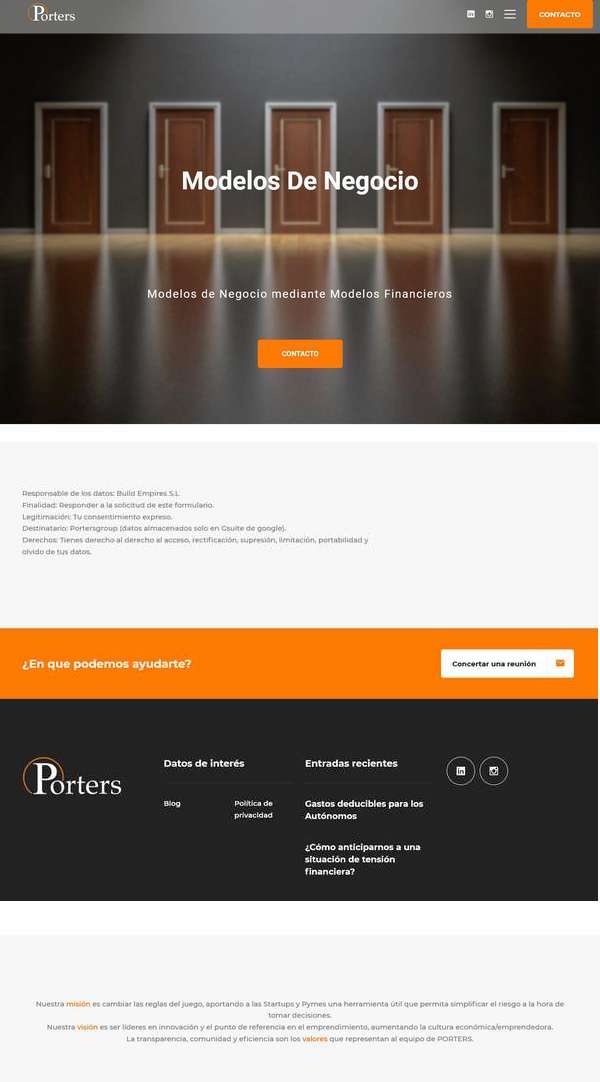 Porters
CONTACTO
Modelos De Negocio
Modelos de Negocio mediante Modelos Financieros
CONTACTO
Responsable de los datos: Build Empires S.L
Finalidad: Responder a la solicitud de este formulario.
Legitimación: Tu consentimiento expreso.
Destinatario: Portersgroup (datos almacenados solo en Gsuite de google).
Derechos: Tienes derecho al derecho al acceso, rectificación, supresión, limitación, portabilidad y
olvido de tus datos.
¿En que podemos ayudarte?
Concertar una reunión
Porters
Datos de interés
Blog
Política de
privacidad
Entradas recientes
Gastos deducibles para los
Autónomos
¿Cómo anticiparnos a una
situación de tensión
financiera?
Nuestra misión es cambiar las reglas del juego, aportando a las Startups y Pymes una herramienta útil que permita simplificar el riesgo a la hora de
tomar decisiones.
Nuestra visión es ser líderes en innovación y el punto de referencia en el emprendimiento, aumentando la cultura económica/emprendedora.
La transparencia, comunidad y eficiencia son los valores que representan al equipo de PORTERS.